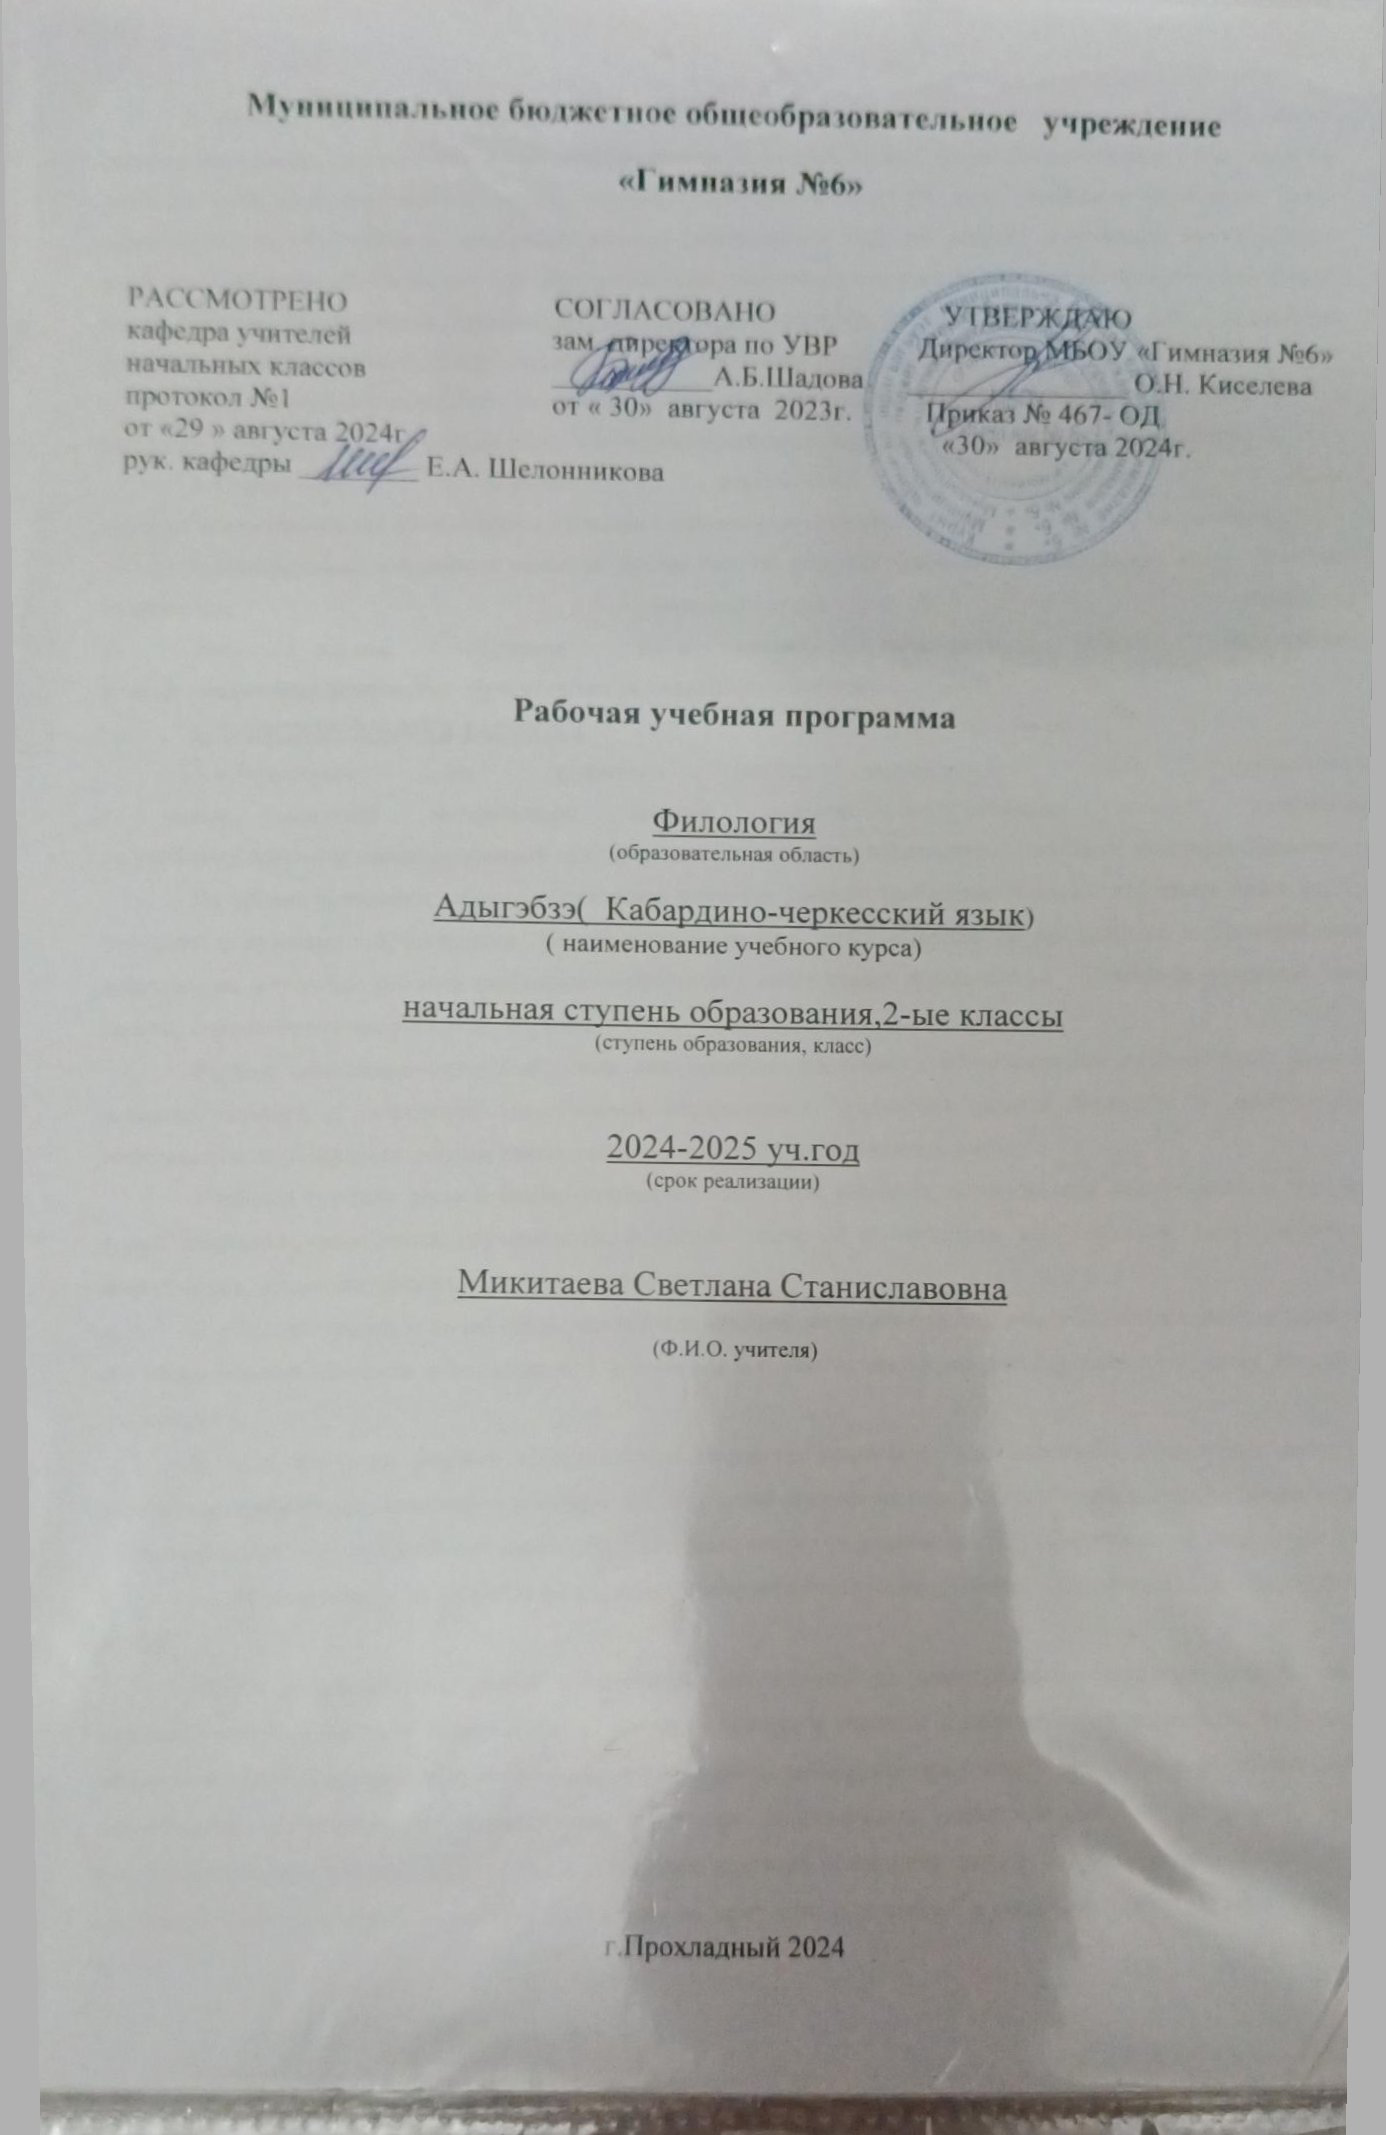 Муниципальное бюджетное общеобразовательное учреждение
«Гимназия №6»
РАССМОТРЕНО
кафедра учителей
начальных классов
протокол №1
от «29 » августа 2024г
рук. кафедры __________ Е.А. Шелонникова
СОГЛАСОВАНО
зам. директора по УВР
____________А.Б.Шадова
от « 30» августа 2023г.
УТВЕРЖДАЮ
Директор МБОУ «Гимназия №6»
________________ О.Н. Киселева
Приказ № 467- ОД
«30» августа 2024г.
Рабочая учебная программа
Филология
(образовательная область)
Адыгэбзэ( Кабардино-черкесский язык)
( наименование учебного курса)
начальная ступень образования,2-ые классы
(ступень образования, класс)
2024-2025 уч.год
(срок реализации)
Микитаева Светлана Станиславовна
(Ф.И.О. учителя)
г.Прохладный 2024